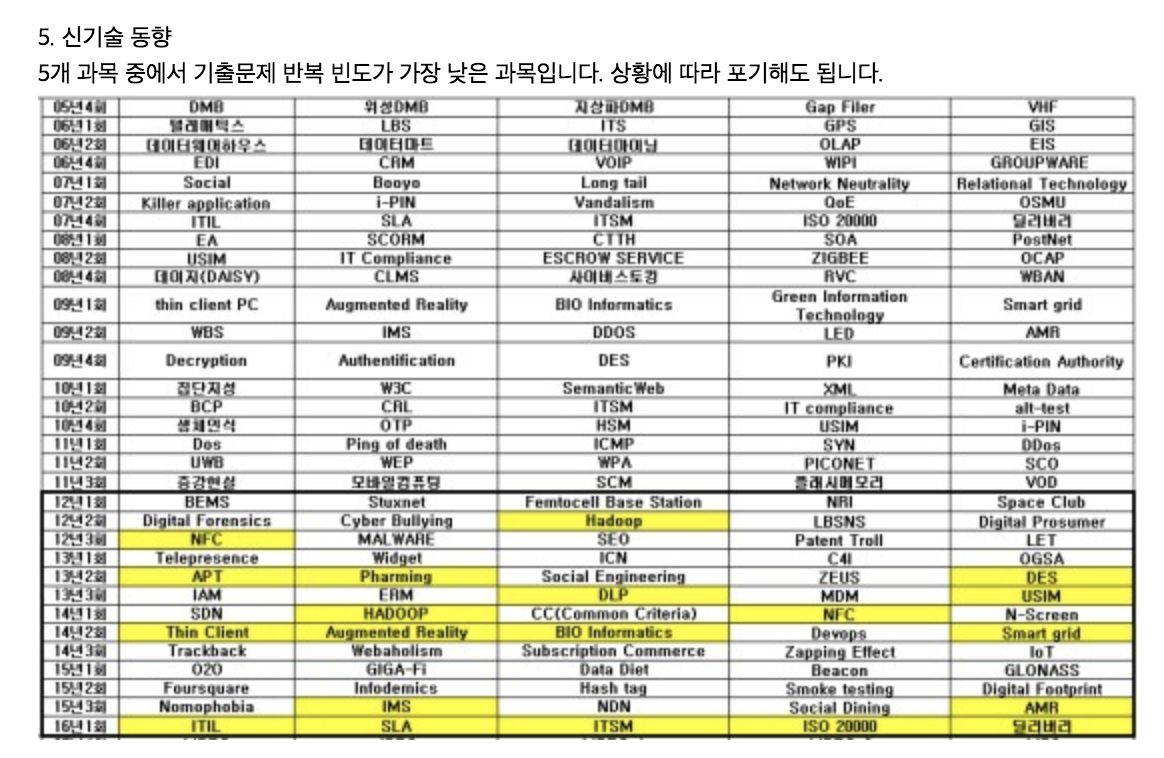 5. 신기술 동향
5개 과목 중에서 기출문제 반복 빈도가 가장 낮은 과목입니다. 상황에 따라 포기해도 됩니다.
05년4회 DMB 위성DMB 지상파DMB Gap Filer VHF
06년1회 텔레매틱스 LBS ITS GPS GIS
06년2회 데이터웨어하우스 데이터마트 데이터마이닝 OLAP EIS
06년4회 EDI CRM VOIP WIPI GROUPWARE
07년1회 Social Booyo Long tail Network Neutrality Relational Technology
07년2회 Killer application i-PIN Vandalism QoE OSMU
07년4회 ITIL SLA ITSM ISO 20000 딜리버리
08년1회 EA SCORM CTTH SOA PostNet
08년2회 USIM IT Compliance ESCROW SERVICE ZIGBEE OCAP
08년4회 데이지(DAISY) CLMS 사이버스토킹 RVC WBAN
09년1회 thin client PC Augmented Reality BIO Informatics Green Information Technology Smart grid
09년2회 WBS IMS DDOS LED AMR
09년4회 Decryption Authentification DES PKI Certification Authority
10년1회 집단지성 W3C SemanticWeb XML Meta Data
10년2회 BCP CRL ITSM IT compliance alt-test
10년4회 생체인식 OTP HSM USIM i-PIN
11년1회 Dos Ping of death ICMP SYN DDos
11년2회 UWB WEP WPA PICONET SCO
11년3회 증강현실 모바일컴퓨팅 SCM 플래시메모리 VOD
12년1회 BEMS Stuxnet Femtocell Base Station NRI Space Club
12년2회 Digital Forensics Cyber Bullying Hadoop LBSNS Digital Prosumer
12년3회 NFC MALWARE SEO Patent Troll LET
13년1회 Telepresence Widget ICN C4I OGSA
13년2회 APT Pharming Social Engineering ZEUS DES
13년3회 IAM ERM DLP MDM USIM
14년1회 SDN HADOOP CC(Common Criteria) NFC N-Screen
14년2회 Thin Client Augmented Reality BIO Informatics Devops Smart grid
14년3회 Trackback Webaholism Subscription Commerce Zapping Effect IoT
15년1회 O2O GIGA-Fi Data Diet Beacon GLONASS
15년2회 Foursquare Infodemics Hash tag Smoke testing Digital Footprint
15년3회 Nomophobia IMS NDN Social Dining AMR
16년1회 ITIL SLA ITSM ISO 20000 딜리버리